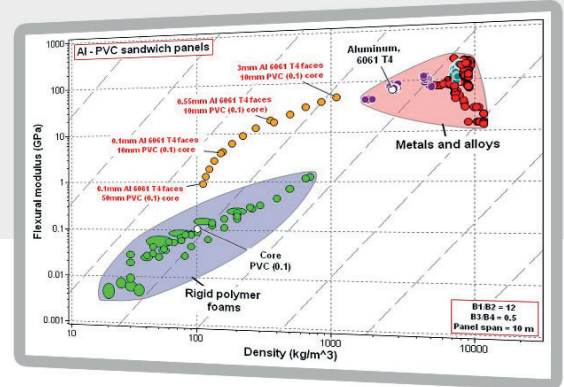 Al - PVC sandwich panels
1000
100
10
1
0.1
0.01
0.001
Flexural modulus (GPa)
3mm Al 6061 T4 faces
10mm PVC (0.1) core
0.55mm Al 6061 T4 faces
10mm PVC (0.1) core)
0.1mm Al 6061 T4 faces
10mm PVC (0.1) core
0.1mm Al 6061 T4 faces
50mm PVC (0.1) core
Aluminum,
6061 T4
Metals and alloys
Core
PVC (0.1)
Rigid polymer
foams
B1/B2 = 12
B3/B4 = 0.5
Panel span = 10 m
10
100
1000
10000
Density (kg/m^3)